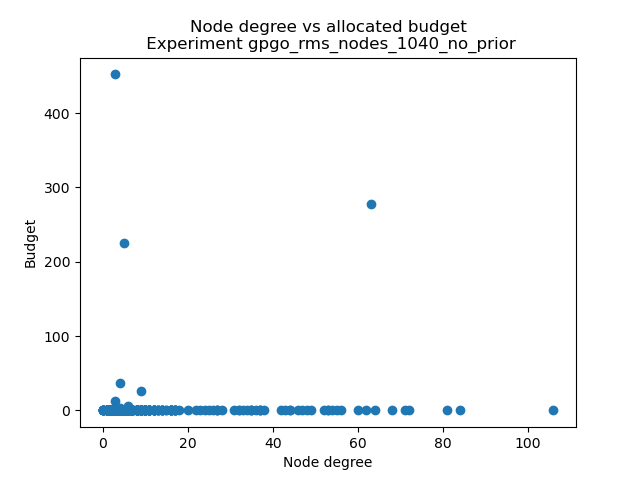 Node degree vs allocated budget
Experiment gpgo_rms_nodes_1040_no_prior
400
300
200
100
0
Budget
0 20 40 60 80 100
Node degree